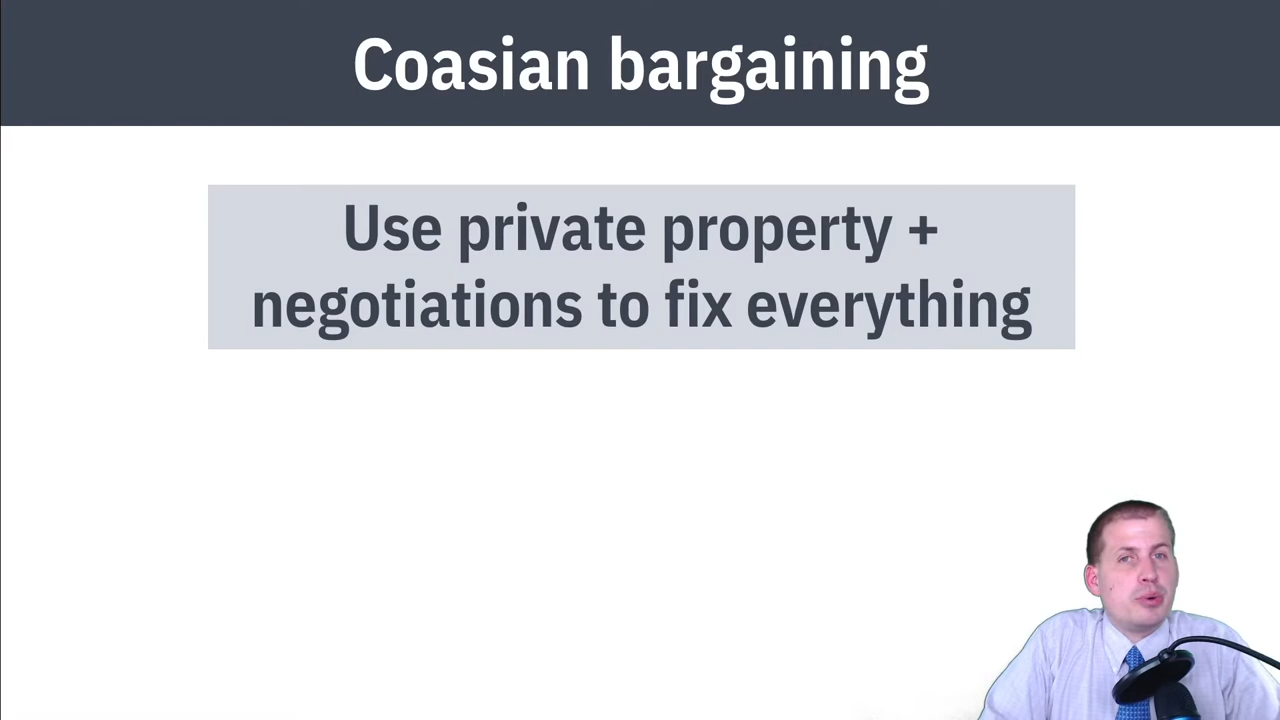 Coasian bargaining
Use private property +
negotiations to fix everything